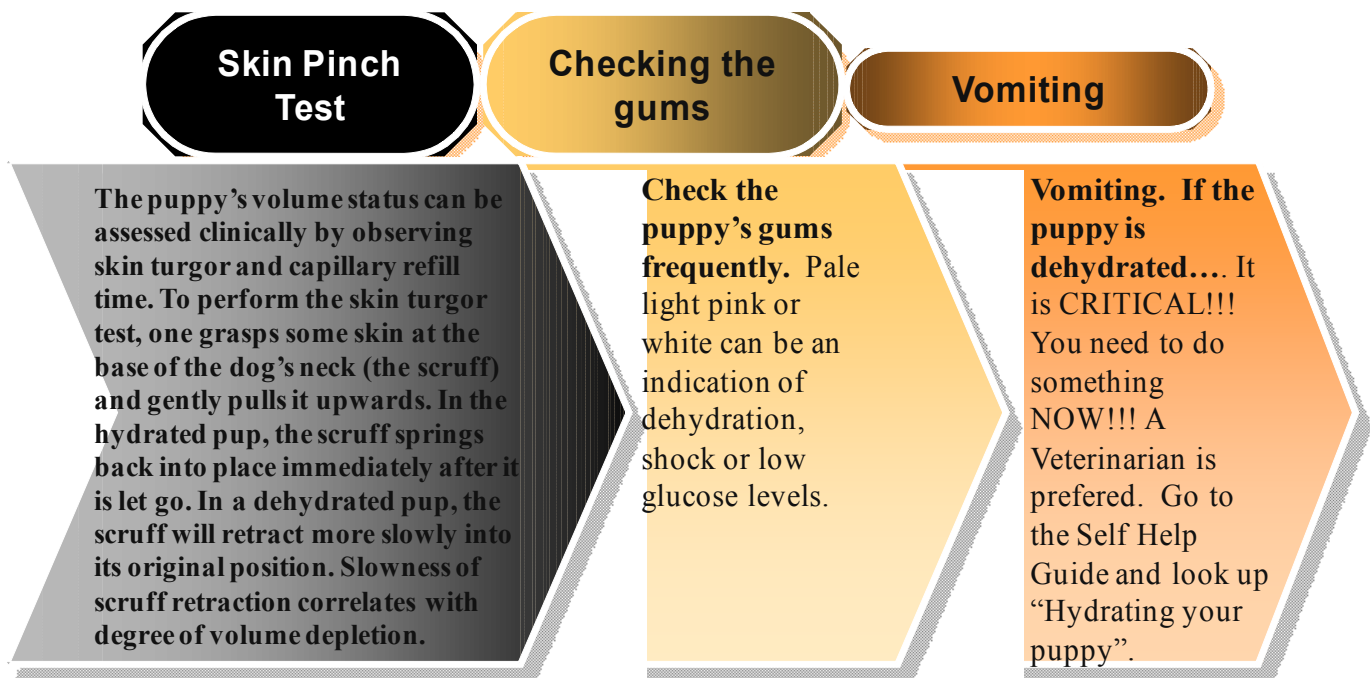 Skin Pinch
Test
Checking the
gums
Vomiting
The puppy’s volume status can be
assessed clinically by observing
skin turgor and capillary refill
time. To perform the skin turgor
test, one grasps some skin at the
base of the dog’s neck (the scruff)
and gently pulls it upwards. In the
hydrated pup, the scruff springs
back into place immediately after it
is let go. In a dehydrated pup, the
scruff will retract more slowly into
its original position. Slowness of
scruff retraction correlates with
degree of volume depletion.
Check the
puppy’s gums
frequently.  Pale
light pink or
white can be an
indication of
dehydration,
shock or low
glucose levels.
Vomiting.  If the
puppy is
dehydrated…. It
is CRITICAL!!!
You need to do
something
NOW!!! A
Veterinarian is
prefered.  Go to
the Self Help
Guide and look up
“Hydrating your
puppy”.